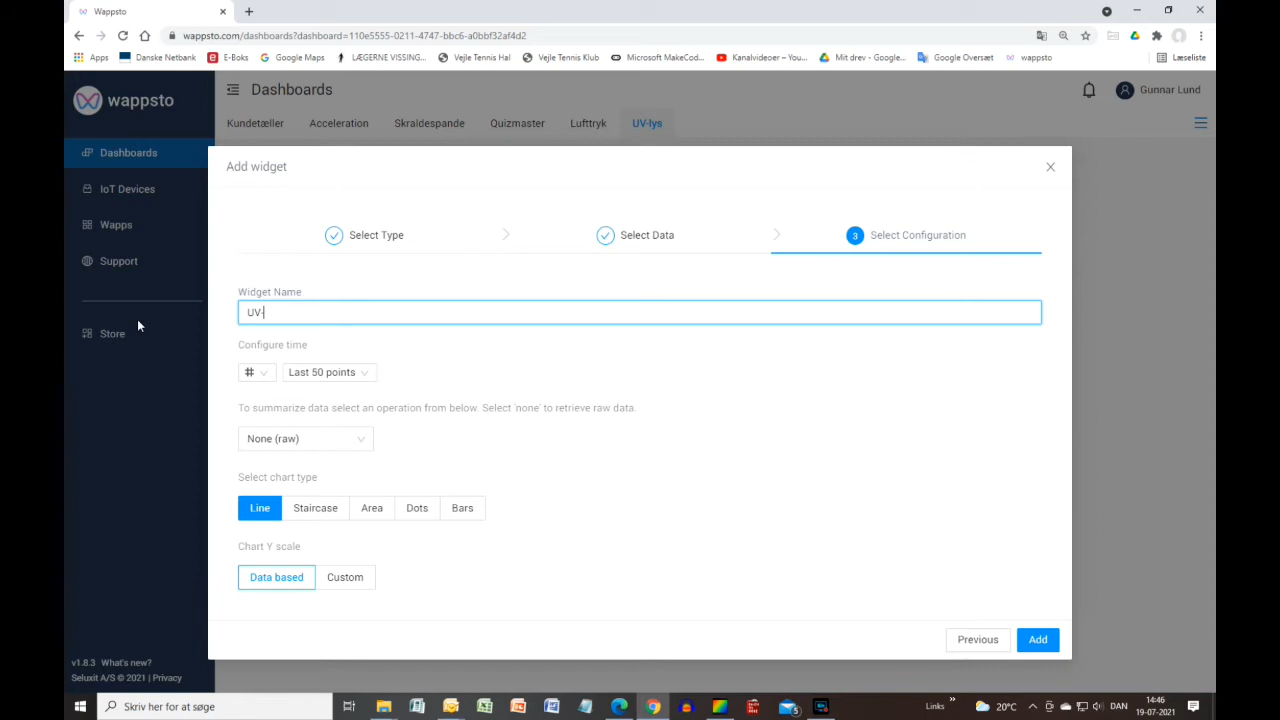 Wappsto
wappsto.com/dashboards?dashboard=110e5555-0211-4747-bbc6-a0bbf32af4d2
Apps Danske Netbank E-Boks Google Maps LÆGERNE VISSING... Vejle Tennis Hal Vejle Tennis Klub Microsoft MakeCod... Kanalvideoer – You... Mit drev - Google... Google Oversæt wappsto Læseliste
wappsto
Dashboards
Gunnar Lund
Kundetæller Acceleration Skraldespande Quizmaster Lufttryk UV-lys
Dashboards
IoT Devices
Wapps
Support
Store
Add widget
Select Type
Select Data
3 Select Configuration
Widget Name
UV-
Configure time
# Last 50 points
To summarize data select an operation from below. Select 'none' to retrieve raw data.
None (raw)
Select chart type
Line Staircase Area Dots Bars
Chart Y scale
Data based Custom
Previous Add
v1.8.3 What's new?
Seluxit A/S © 2021 | Privacy
Skriv her for at søge
Links
20°C
DAN
14:46
19-07-2021